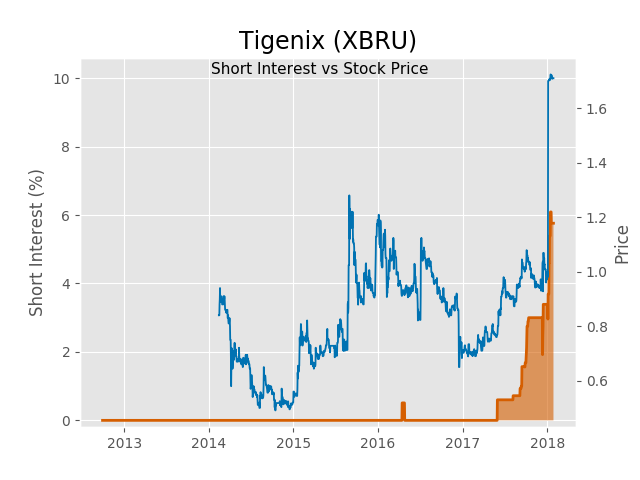 Tigenix (XBRU)
Short Interest vs Stock Price
Short Interest (%)
10
8
6
4
2
0
1.6
1.4
1.2
1.0
0.8
0.6
Price
2013 2014 2015 2016 2017 2018